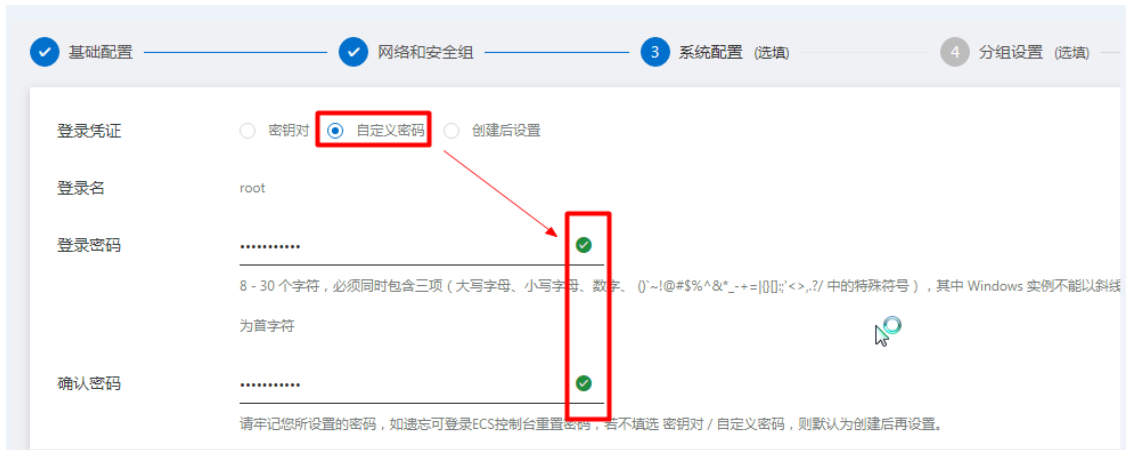 基础配置 网络和安全组 3 系统配置 (选填) 4 分组设置 (选填)
登录凭证 密钥对 自定义密码 创建后设置
登录名 root
登录密码 •••••••••••
8 - 30 个字符，必须同时包含三项（大写字母、小写字母、数字、 ()`~!@#$%^&*_-+=|{}[]:;'<>,.?/ 中的特殊符号），其中 Windows 实例不能以斜线
为首字符
确认密码 •••••••••••
请牢记您所设置的密码，如遗忘可登录ECS控制台重置密码，若不填选 密钥对 / 自定义密码，则默认为创建后再设置。